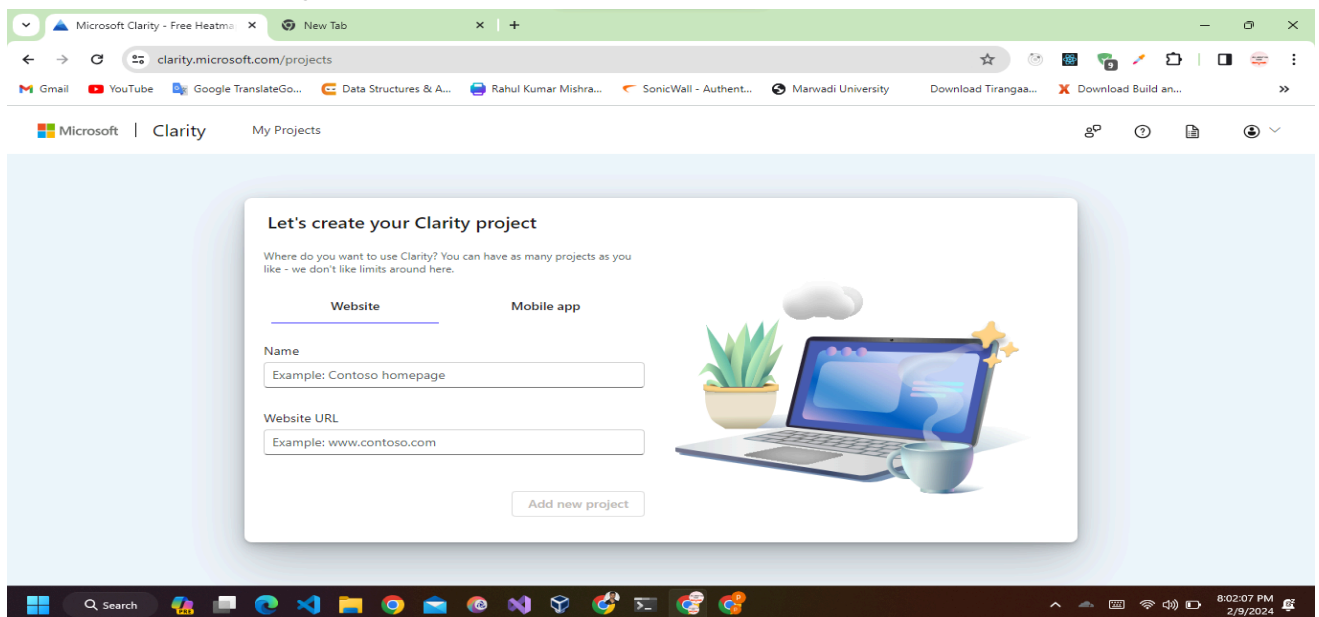 Microsoft Clarity - Free Heatma
New Tab
clarity.microsoft.com/projects
9
Gmail YouTube Google TranslateGo... Data Structures & A... Rahul Kumar Mishra... SonicWall - Authent... Marwadi University Download Tirangaa... Download Build an... »
Microsoft | Clarity My Projects
Let's create your Clarity project
Where do you want to use Clarity? You can have as many projects as you
like - we don't like limits around here.
Website Mobile app
Name
Example: Contoso homepage
Website URL
Example: www.contoso.com
Add new project
Search PRE 8:02:07 PM
2/9/2024